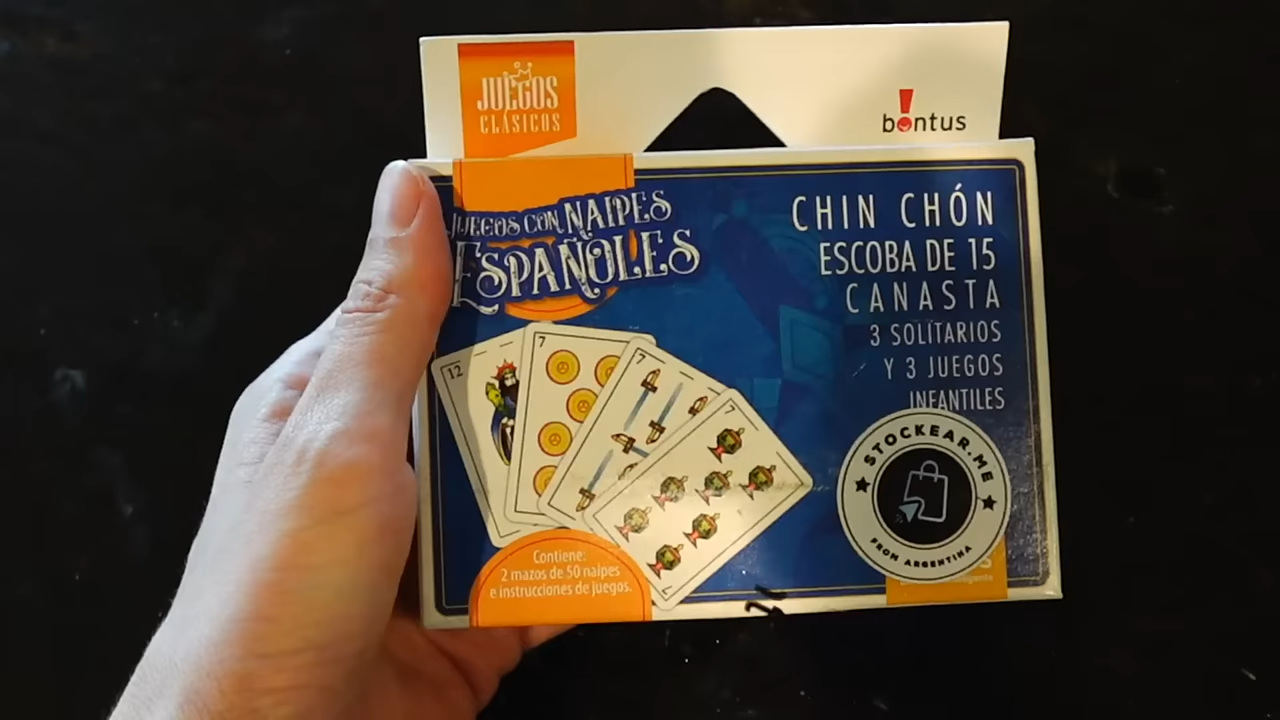 JUEGOS
CLÁSICOS
bontus
JUEGOS CON NAIPES
ESPAÑOLES
CHIN CHÓN
ESCOBA DE 15
CANASTA
3 SOLITARIOS
Y 3 JUEGOS
INFANTILES
12
7
7
7
7
STOCKEAR.ME
FROM ARGENTINA
Contiene:
2 mazos de 50 naipes
e instrucciones de juegos.